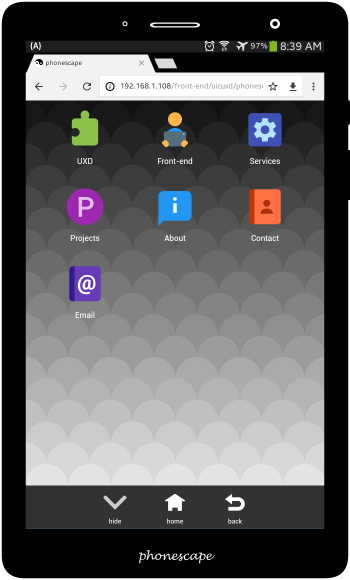 (A) 97% 8:39 AM
phonescape
192.168.1.108/front-end/uicuxd/phones
UXD Front-end Services
P i
Projects About Contact
@
Email
hide home back
phonescape